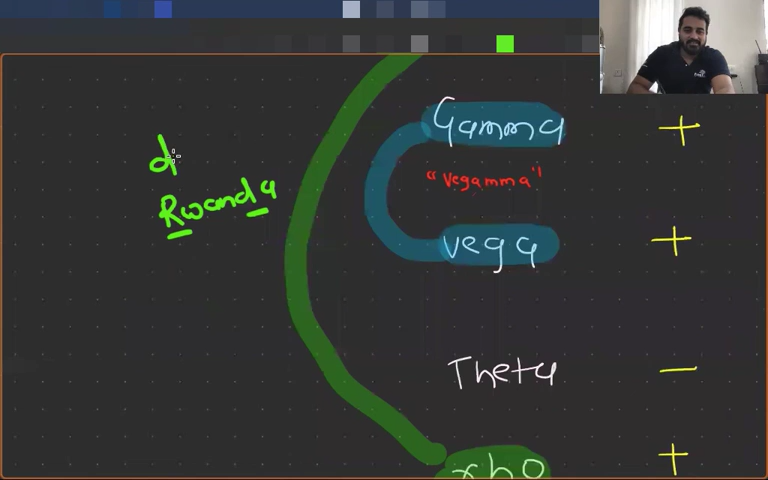 Gamma +
"Vegamma"
d
Rwanda
Vega +
Theta -
rho +